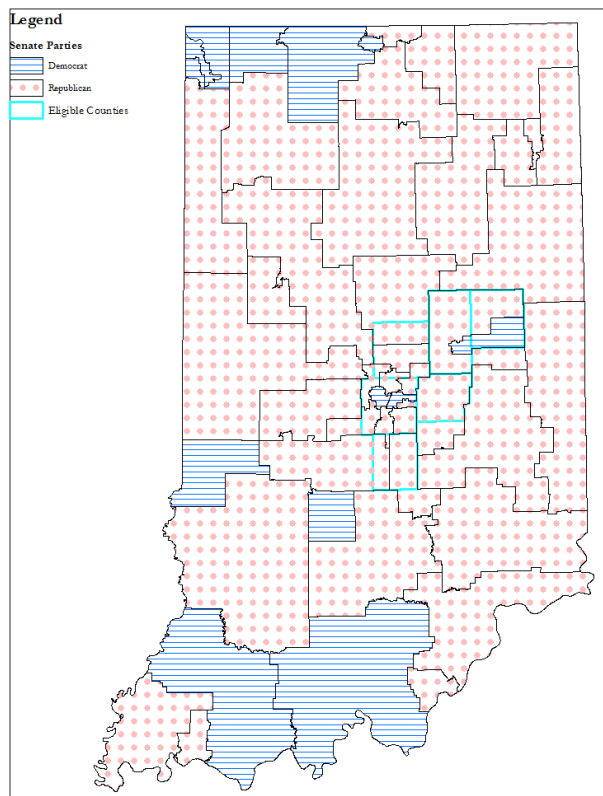 Legend
Senate Parties
Democrat
Republican
Eligible Counties